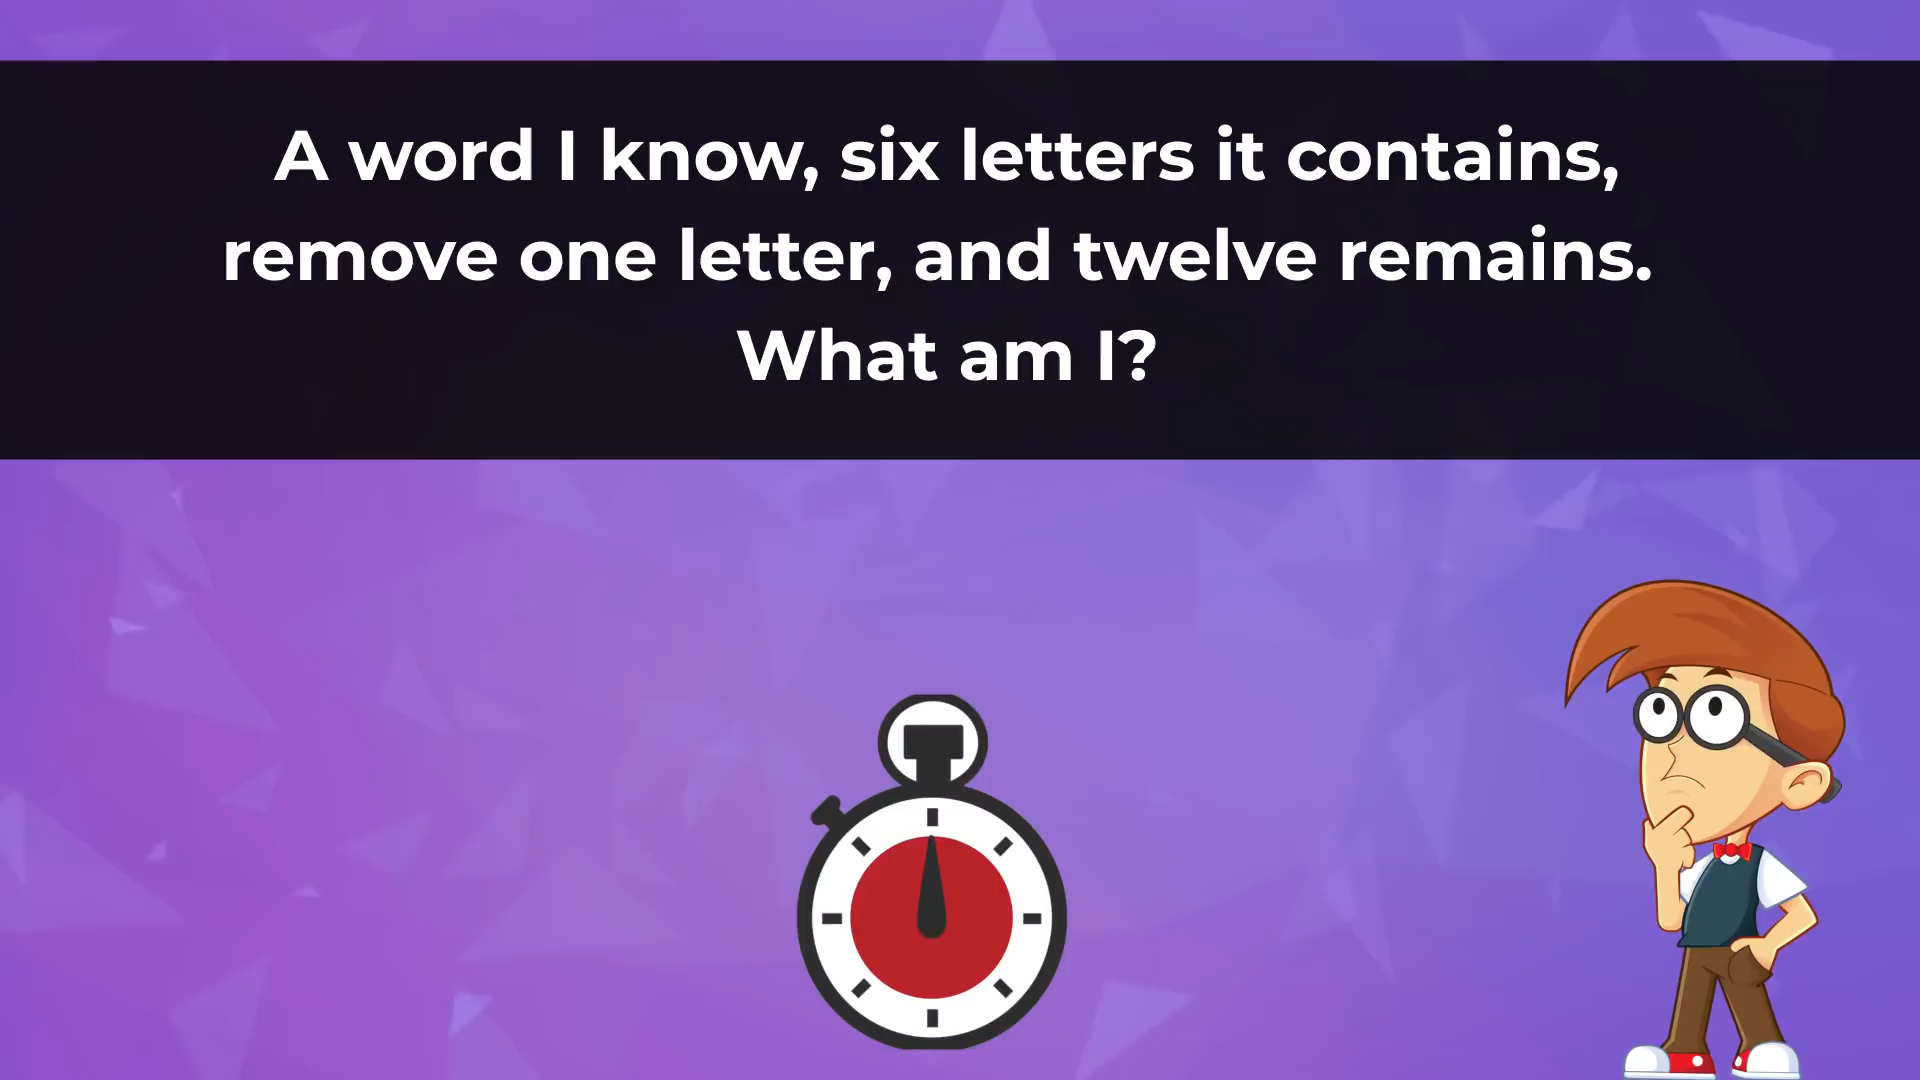 A word I know, six letters it contains,
remove one letter, and twelve remains.
What am I?